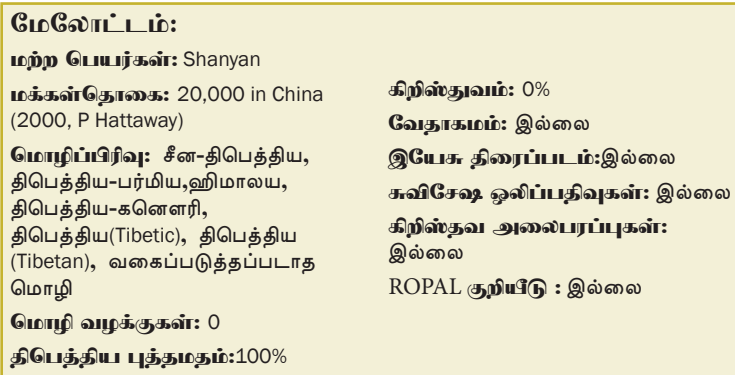 மேலோட்டம்:
மற்ற பெயர்கள்: Shanyan
மக்கள்தொகை: 20,000 in China
(2000, P Hattaway)
மொழிப்பிரிவு: சீன-திபெத்திய,
திபெத்திய-பர்மிய,ஹிமாலய,
திபெத்திய-கனௌரி,
திபெத்திய(Tibetic), திபெத்திய
(Tibetan), வகைப்படுத்தப்படாத
மொழி
மொழி வழக்குகள்: 0
திபெத்திய புத்தமதம்:100%
கிறிஸ்துவம்: 0%
வேதாகமம்: இல்லை
இயேசு திரைப்படம்:இல்லை
சுவிசேஷ ஒலிப்பதிவுகள்: இல்லை
கிறிஸ்தவ அலைபரப்புகள்:
இல்லை
ROPAL குறியீடு : இல்லை